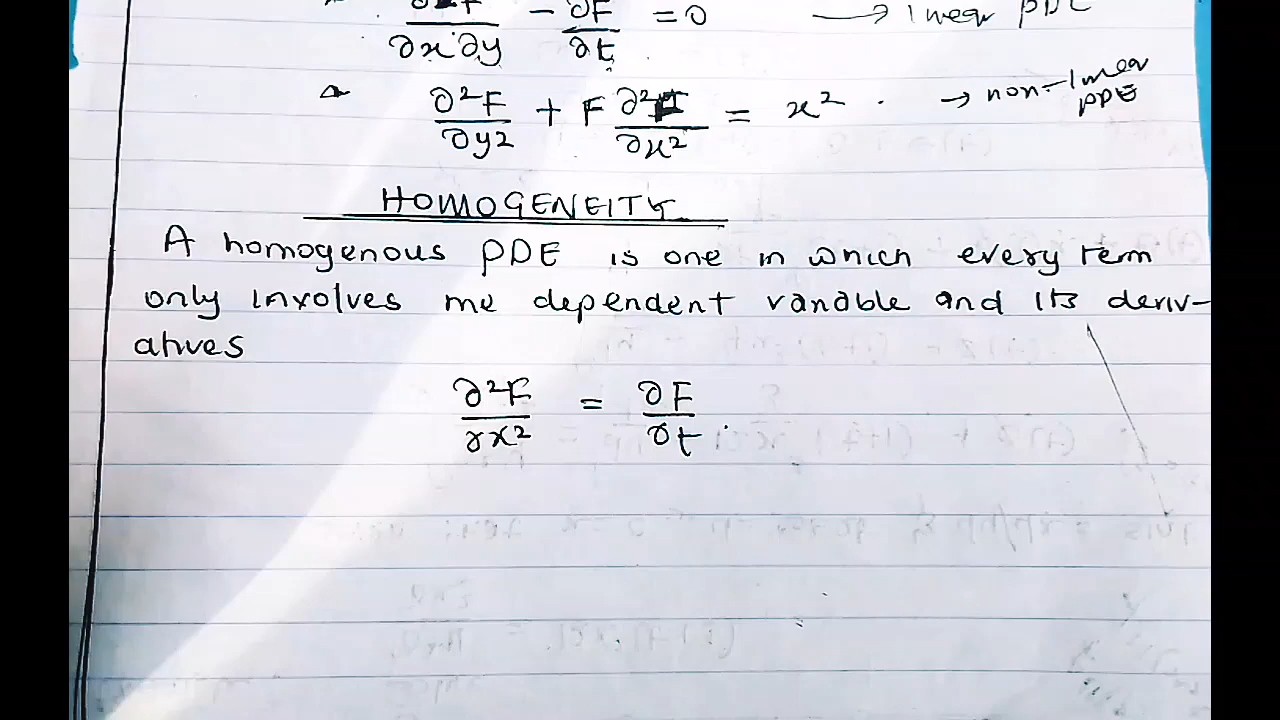 ∂²F/∂x∂y − ∂F/∂t = 0 → linear PDE
∂²F/∂y² + F ∂²F/∂x² = x² . → non-linear PDE
HOMOGENEITY
A homogenous PDE is one in which every term
only involves the dependent variable and its deriv-
atives
∂²F/∂x² = ∂F/∂t .